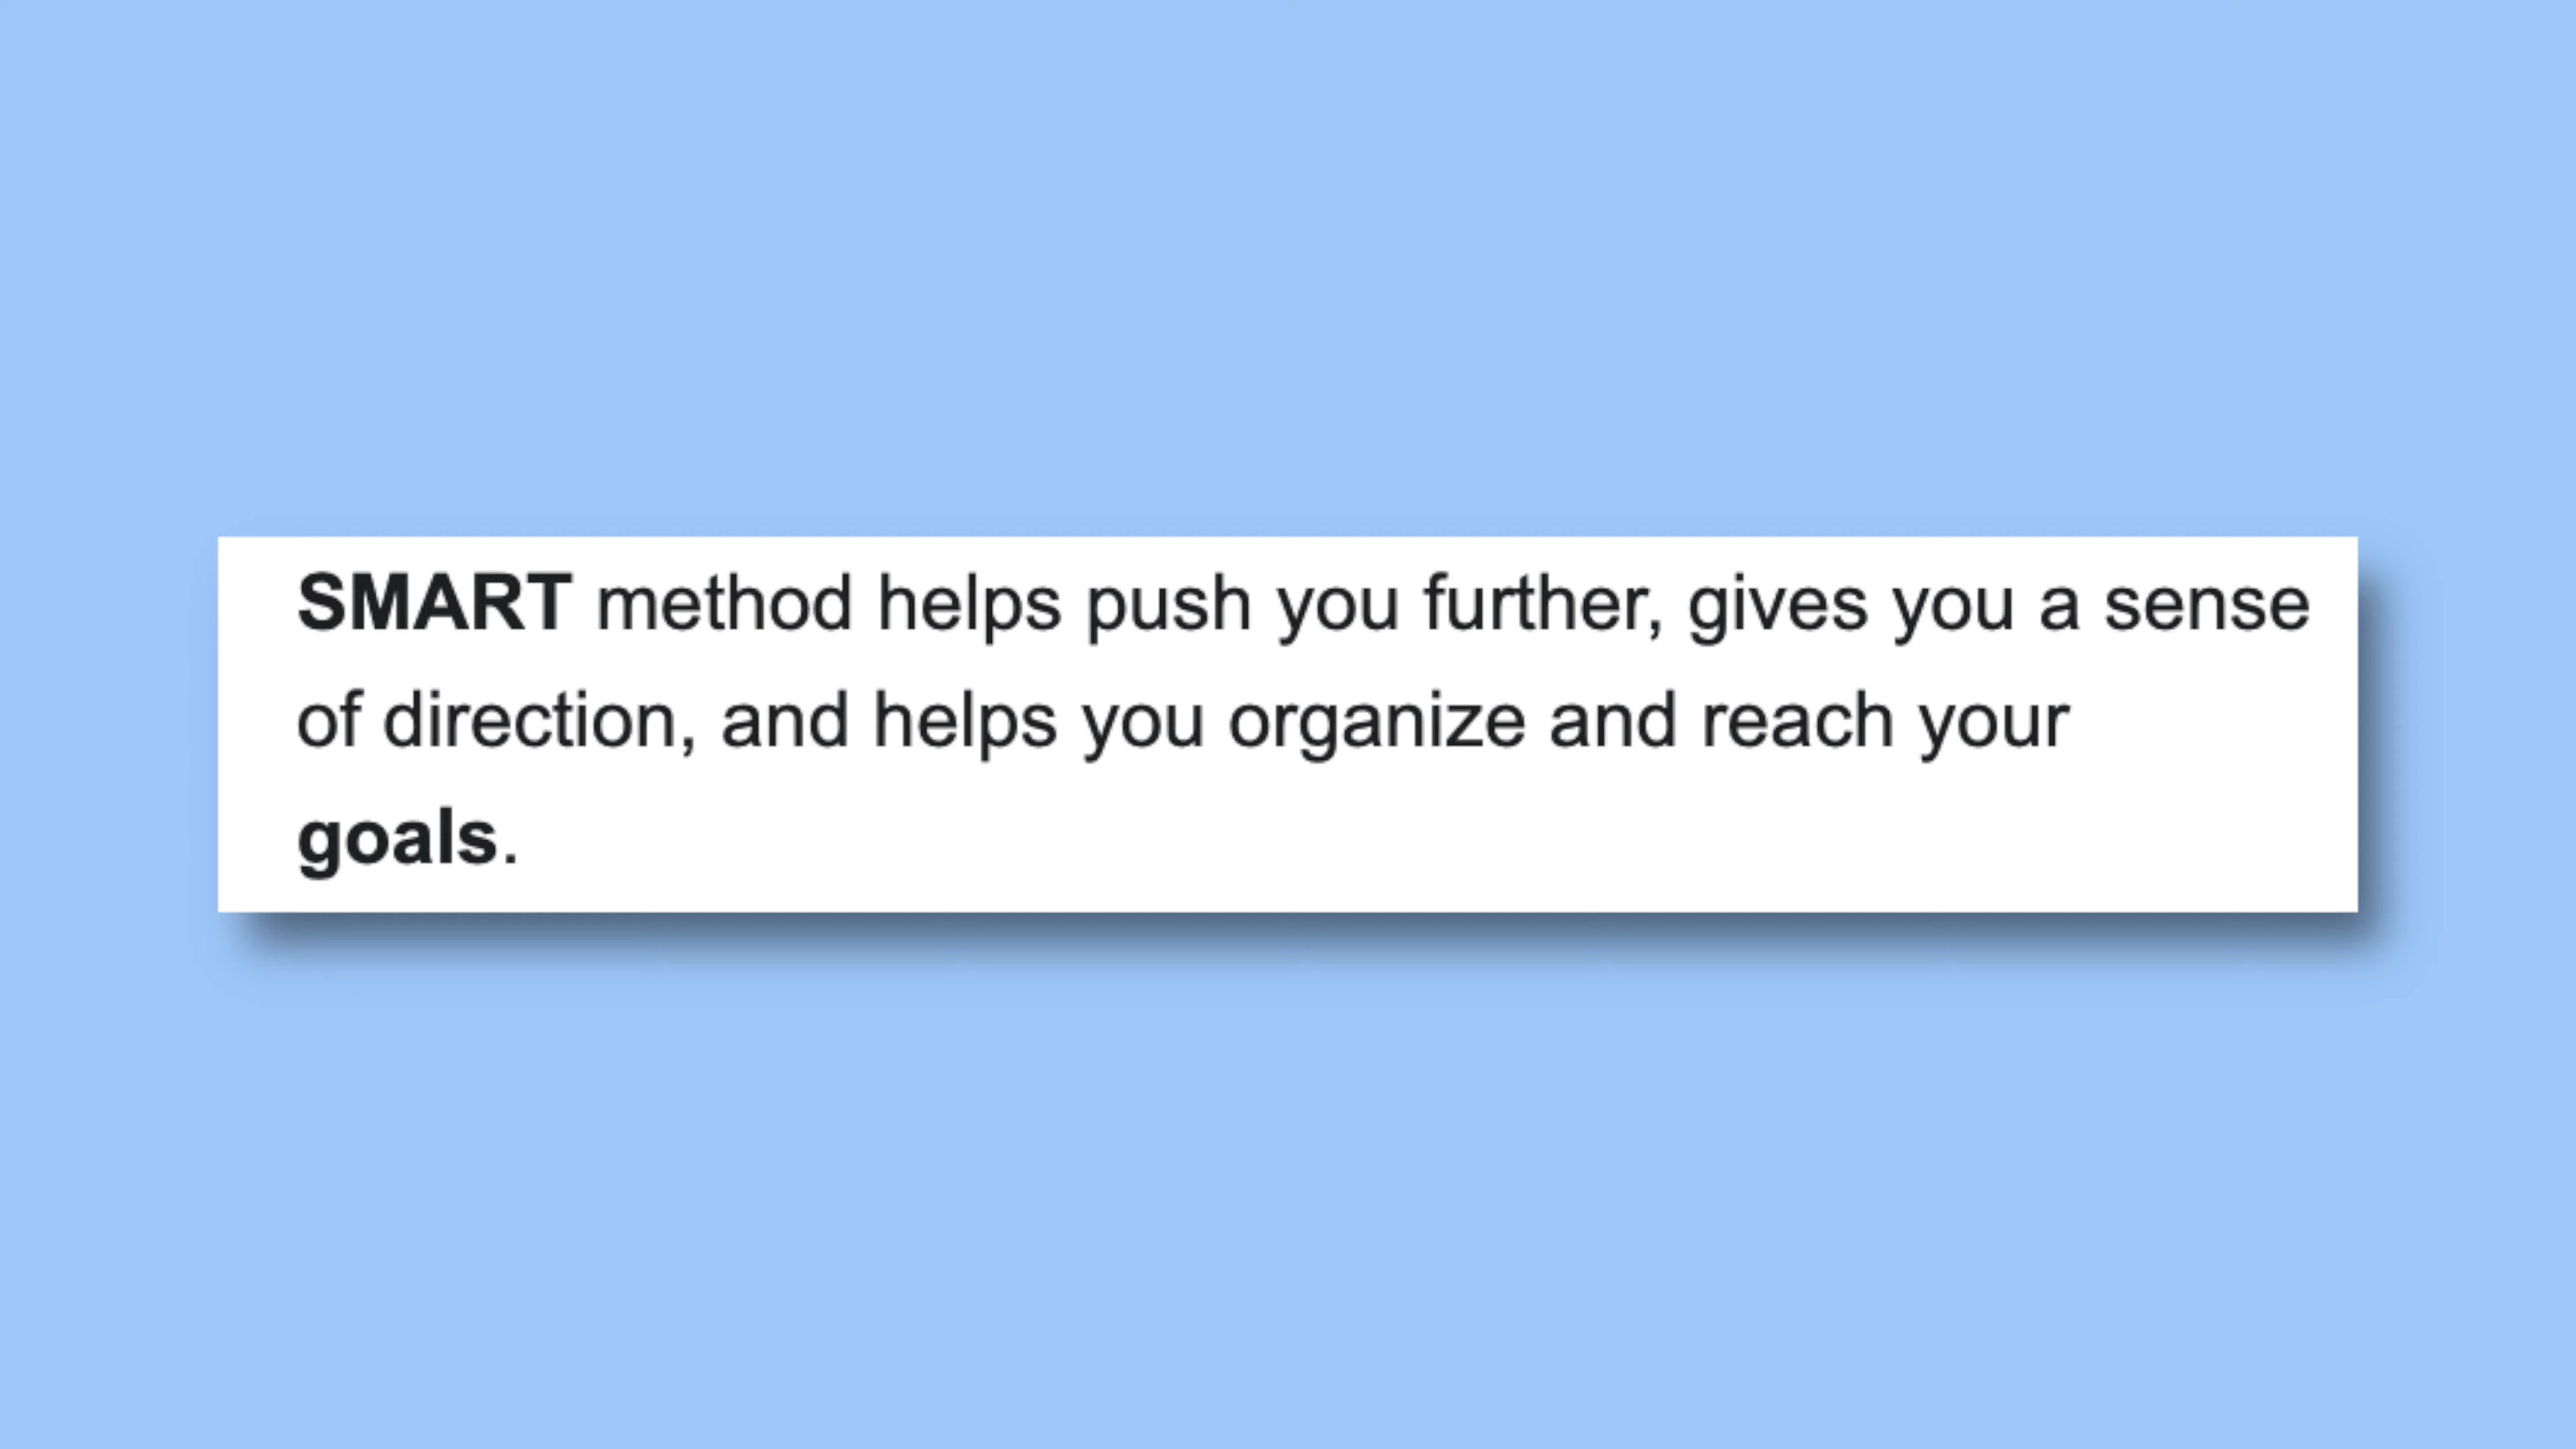 SMART method helps push you further, gives you a sense
of direction, and helps you organize and reach your
goals.